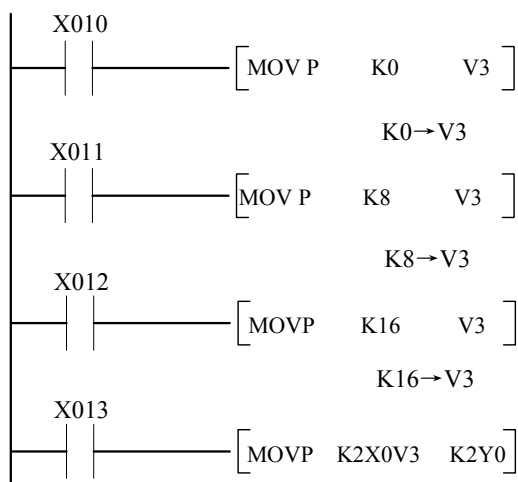 X010
MOV P K0 V3
K0→V3
X011
MOV P K8 V3
K8→V3
X012
MOVP K16 V3
K16→V3
X013
MOVP K2X0V3 K2Y0